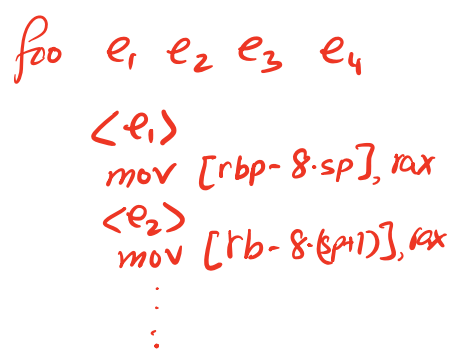 foo e₁ e₂ e₃ e₄
<e₁>
mov [rbp - 8·sp], rax
<e₂>
mov [rb - 8·(sp+1)], rax
⋮